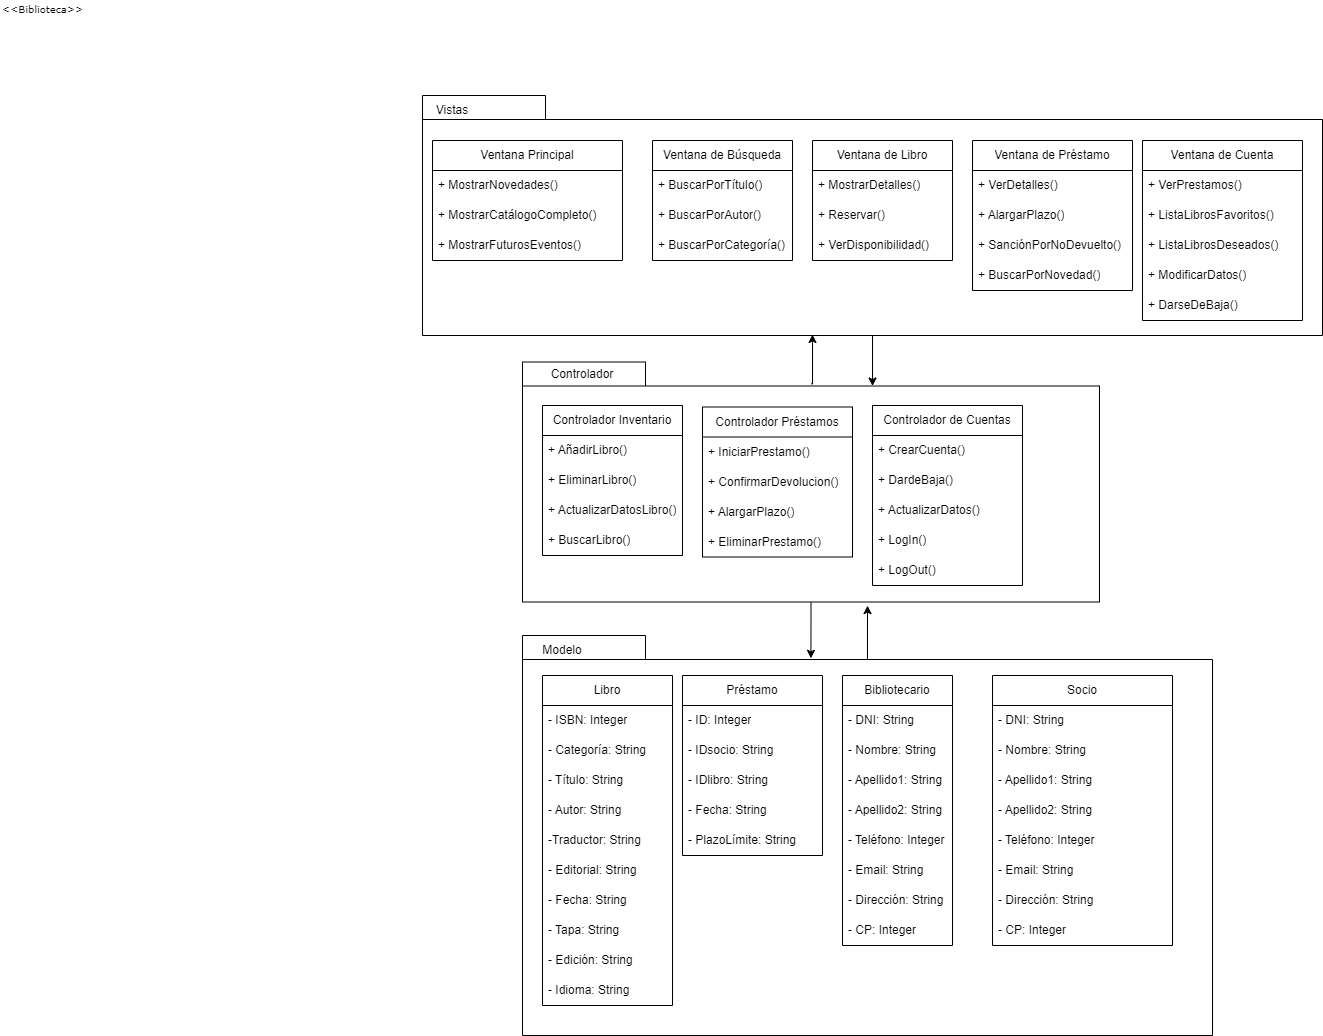 <<Biblioteca>>
Vistas
Ventana Principal
+ MostrarNovedades()
+ MostrarCatálogoCompleto()
+ MostrarFuturosEventos()
Ventana de Búsqueda
+ BuscarPorTítulo()
+ BuscarPorAutor()
+ BuscarPorCategoría()
Ventana de Libro
+ MostrarDetalles()
+ Reservar()
+ VerDisponibilidad()
Ventana de Préstamo
+ VerDetalles()
+ AlargarPlazo()
+ SanciónPorNoDevuelto()
+ BuscarPorNovedad()
Ventana de Cuenta
+ VerPrestamos()
+ ListaLibrosFavoritos()
+ ListaLibrosDeseados()
+ ModificarDatos()
+ DarseDeBaja()
Controlador
Controlador Inventario
+ AñadirLibro()
+ EliminarLibro()
+ ActualizarDatosLibro()
+ BuscarLibro()
Controlador Préstamos
+ IniciarPrestamo()
+ ConfirmarDevolucion()
+ AlargarPlazo()
+ EliminarPrestamo()
Controlador de Cuentas
+ CrearCuenta()
+ DardeBaja()
+ ActualizarDatos()
+ LogIn()
+ LogOut()
Modelo
Libro
- ISBN: Integer
- Categoría: String
- Título: String
- Autor: String
-Traductor: String
- Editorial: String
- Fecha: String
- Tapa: String
- Edición: String
- Idioma: String
Préstamo
- ID: Integer
- IDsocio: String
- IDlibro: String
- Fecha: String
- PlazoLímite: String
Bibliotecario
- DNI: String
- Nombre: String
- Apellido1: String
- Apellido2: String
- Teléfono: Integer
- Email: String
- Dirección: String
- CP: Integer
Socio
- DNI: String
- Nombre: String
- Apellido1: String
- Apellido2: String
- Teléfono: Integer
- Email: String
- Dirección: String
- CP: Integer